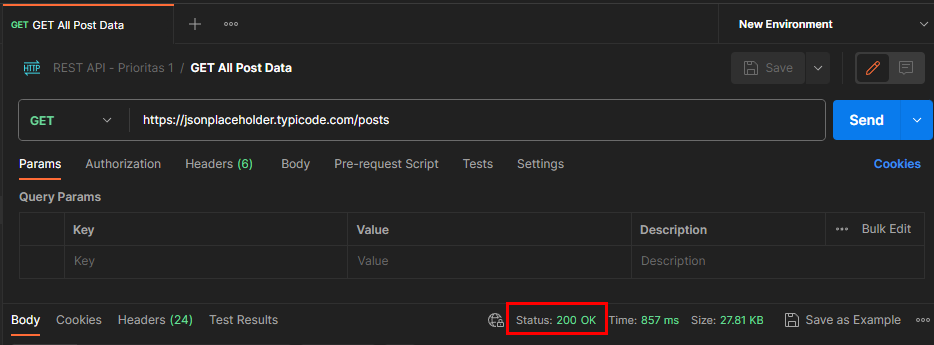 GET GET All Post Data
New Environment
HTTP REST API - Prioritas 1 / GET All Post Data
Save
GET https://jsonplaceholder.typicode.com/posts
Send
Params Authorization Headers (6) Body Pre-request Script Tests Settings Cookies
Query Params
Key Value Description Bulk Edit
Key Value Description
Body Cookies Headers (24) Test Results Status: 200 OK Time: 857 ms Size: 27.81 KB Save as Example